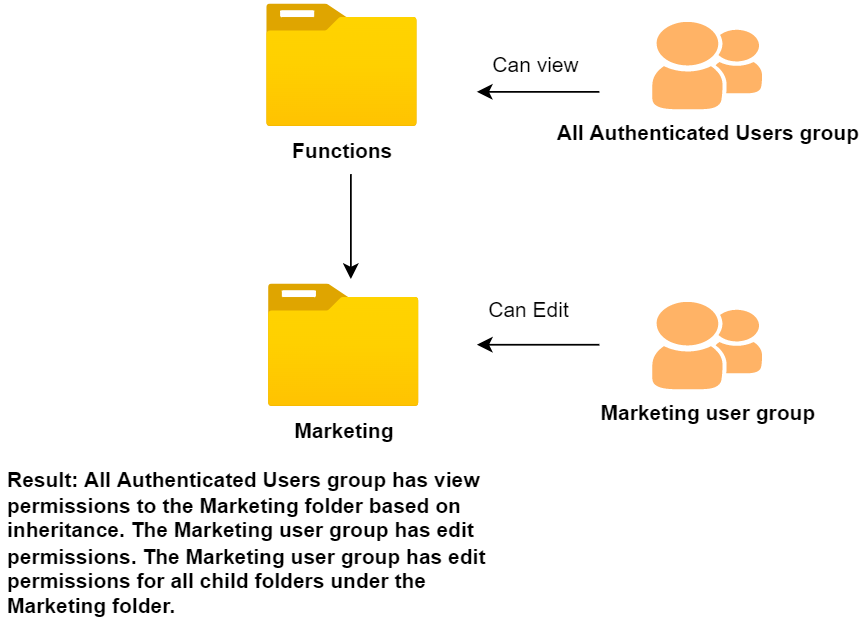 Can view
All Authenticated Users group
Functions
Can Edit
Marketing user group
Marketing
Result: All Authenticated Users group has view
permissions to the Marketing folder based on
inheritance. The Marketing user group has edit
permissions. The Marketing user group has edit
permissions for all child folders under the
Marketing folder.